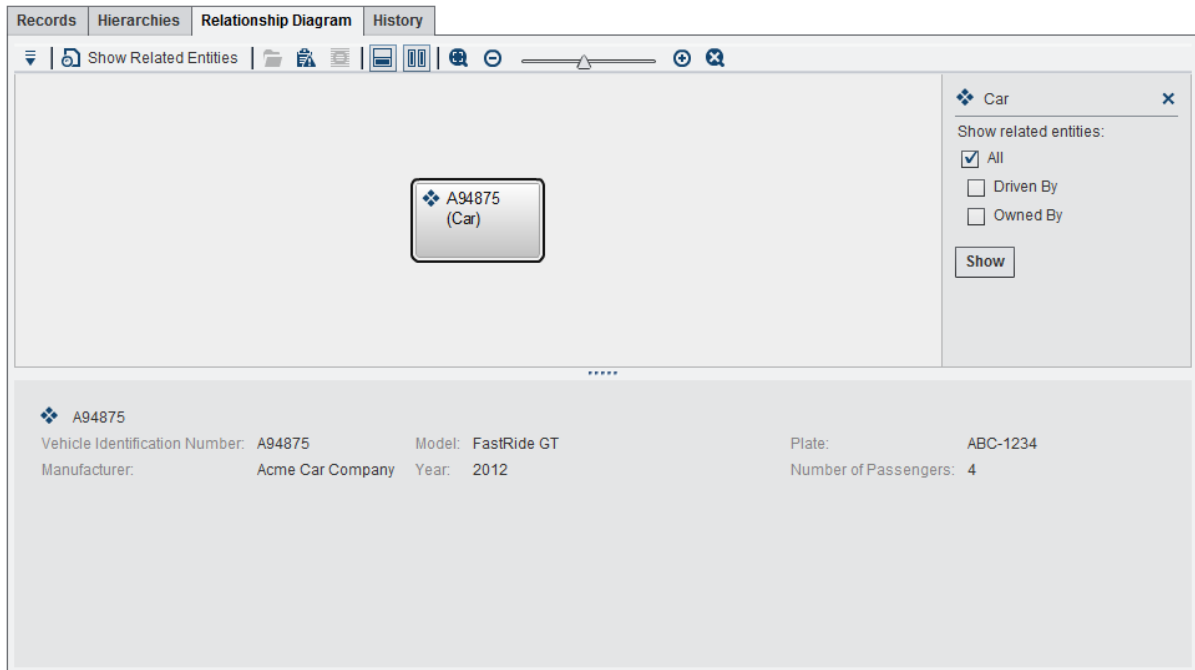 Records Hierarchies Relationship Diagram History
Show Related Entities
Car
Show related entities:
All
Driven By
Owned By
Show
A94875
(Car)
A94875
Vehicle Identification Number: A94875 Model: FastRide GT Plate: ABC-1234
Manufacturer: Acme Car Company Year: 2012 Number of Passengers: 4